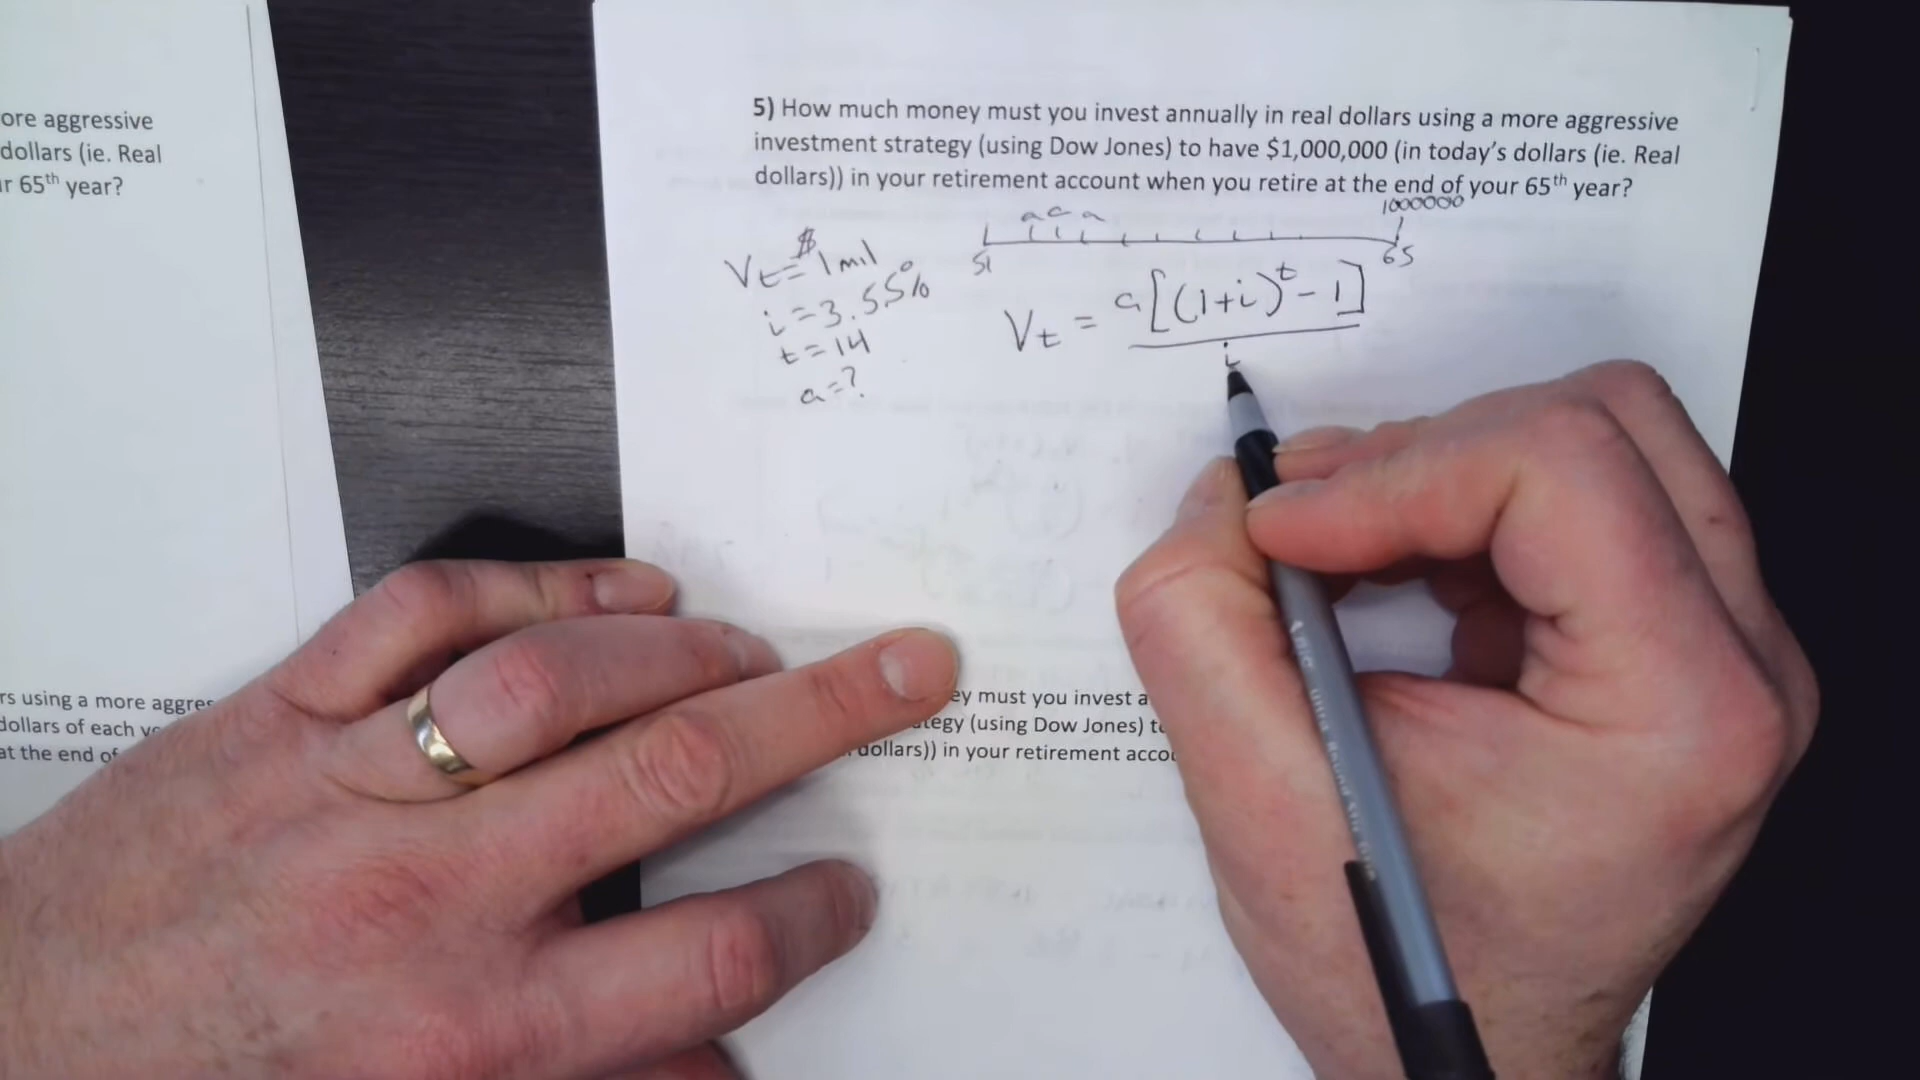 ore aggressive
dollars (ie. Real
r 65th year?
5) How much money must you invest annually in real dollars using a more aggressive
investment strategy (using Dow Jones) to have $1,000,000 (in today's dollars (ie. Real
dollars)) in your retirement account when you retire at the end of your 65th year?
1000000
a a a
51
65
Vt = $1mil
i = 3.55%
t = 14
a = ?
Vt = a[(1+i)^t - 1]
i
rs using a more aggres
dollars of each
at the end of
ey must you invest a
tegy (using Dow Jones) t
dollars)) in your retirement acco